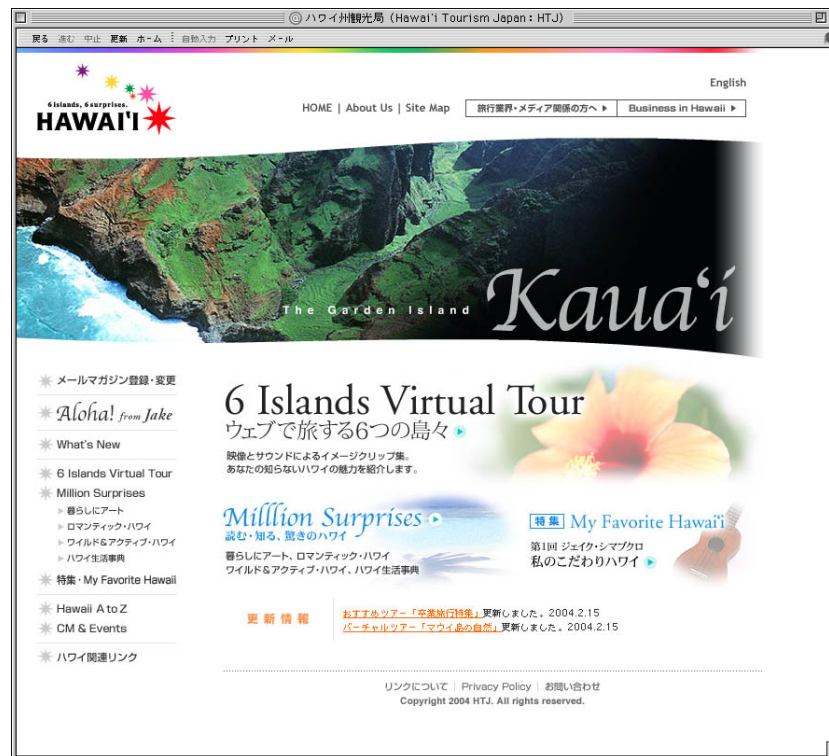 ハワイ州観光局 (Hawai'i Tourism Japan: HTJ)
戻る 進む 中止 更新 ホーム 自動入力 プリント メール
English
6 islands, 6 surprises.
HAWAI'I
HOME | About Us | Site Map
旅行業界・メディア関係の方へ
Business in Hawaii
The Garden Island
Kaua'i
メールマガジン登録・変更
Aloha! from Jake
What's New
6 Islands Virtual Tour
Million Surprises
暮らしにアート
ロマンティック・ハワイ
ワイルド&アクティブ・ハワイ
ハワイ生活事典
特集・My Favorite Hawaii
Hawaii A to Z
CM & Events
ハワイ関連リンク
6 Islands Virtual Tour
ウェブで旅する6つの島々
映像とサウンドによるイメージクリップ集。
あなたの知らないハワイの魅力を紹介します。
Milllion Surprises
読む・知る、驚きのハワイ
暮らしにアート、ロマンティック・ハワイ
ワイルド&アクティブ・ハワイ、ハワイ生活事典
特集 My Favorite Hawai'i
第1回 ジェイク・シマブクロ
私のこだわりハワイ
更新情報
おすすめツアー「卒業旅行特集」更新しました。2004.2.15
バーチャルツアー「マウイ島の自然」更新しました。2004.2.15
リンクについて | Privacy Policy | お問い合わせ
Copyright 2004 HTJ. All rights reserved.